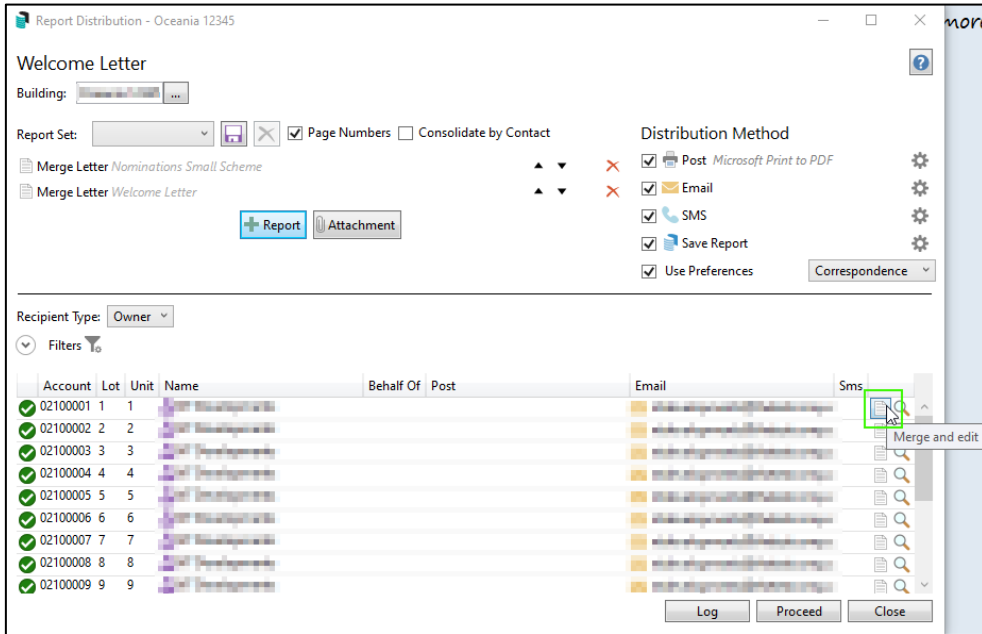 Report Distribution - Oceania 12345
more
Welcome Letter
Building: ...
Report Set: Page Numbers Consolidate by Contact
Distribution Method
Merge Letter Nominations Small Scheme
Post Microsoft Print to PDF
Merge Letter Welcome Letter
Email
Report Attachment
SMS
Save Report
Use Preferences Correspondence
Recipient Type: Owner
Filters
Account Lot Unit Name Behalf Of Post Email Sms
02100001 1 1
Merge and edit
02100002 2 2
02100003 3 3
02100004 4 4
02100005 5 5
02100006 6 6
02100007 7 7
02100008 8 8
02100009 9 9
Log Proceed Close